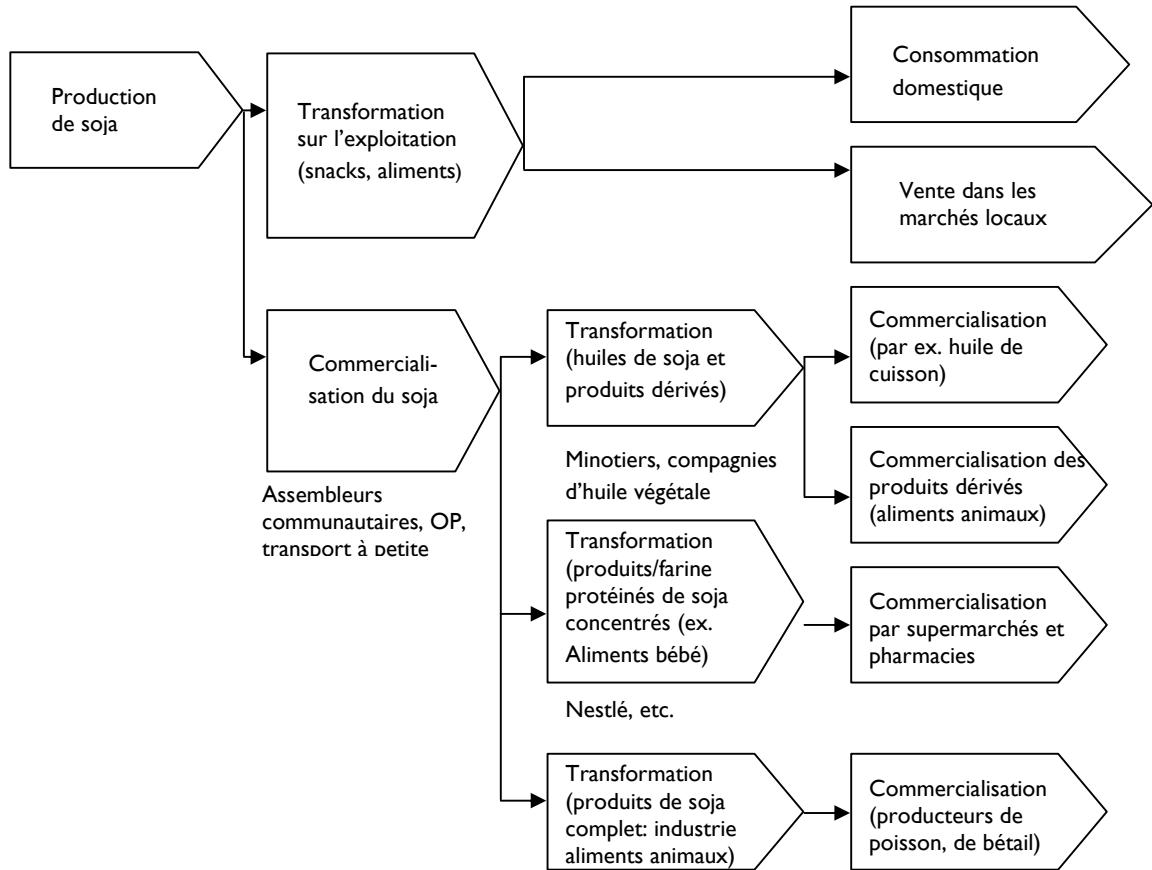 Production
de soja
Transformation
sur l'exploitation
(snacks, aliments)
Consommation
domestique
Vente dans les
marchés locaux
Commerciali-
sation du soja
Assembleurs
communautaires, OP,
transport à petite
Transformation
(huiles de soja et
produits dérivés)
Minotiers, compagnies
d'huile végétale
Commercialisation
(par ex. huile de
cuisson)
Commercialisation des
produits dérivés
(aliments animaux)
Transformation
(produits/farine
protéinés de soja
concentrés (ex.
Aliments bébé)
Nestlé, etc.
Commercialisation
par supermarchés et
pharmacies
Transformation
(produits de soja
complet: industrie
aliments animaux)
Commercialisation
(producteurs de
poisson, de bétail)